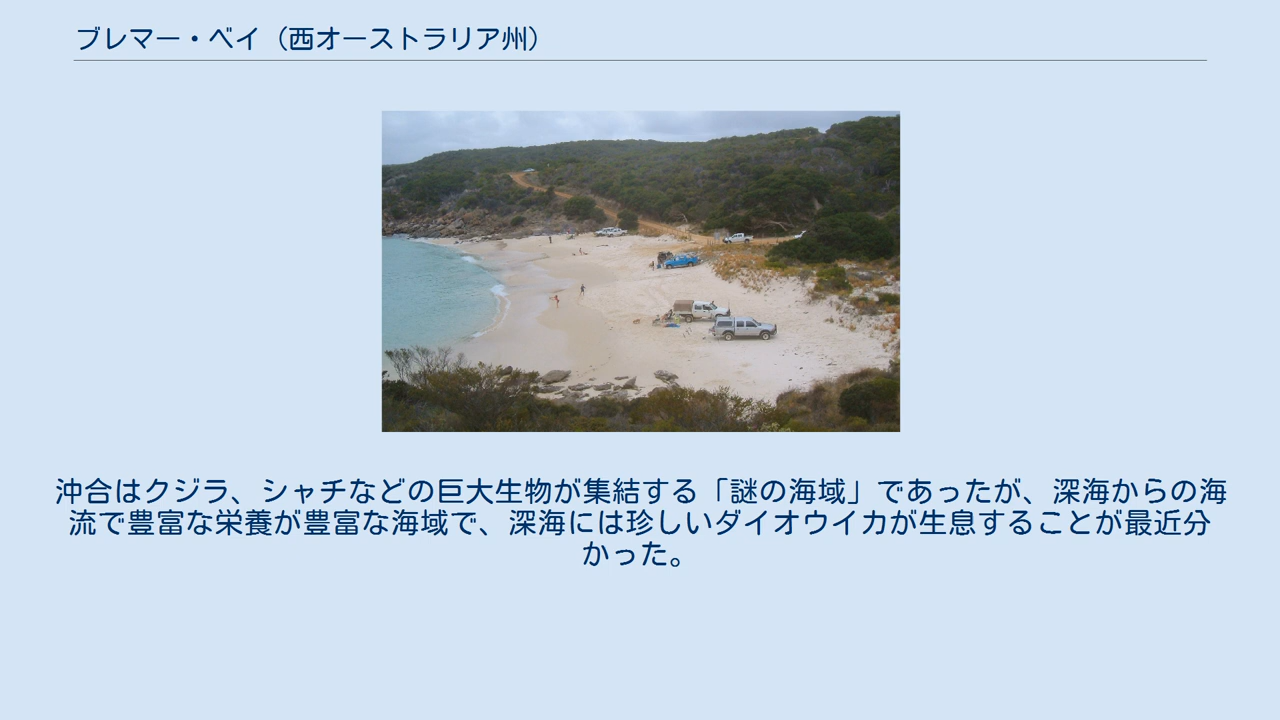 ブレマー・ベイ（西オーストラリア州）
沖合はクジラ、シャチなどの巨大生物が集結する「謎の海域」であったが、深海からの海
流で豊富な栄養が豊富な海域で、深海には珍しいダイオウイカが生息することが最近分
かった。